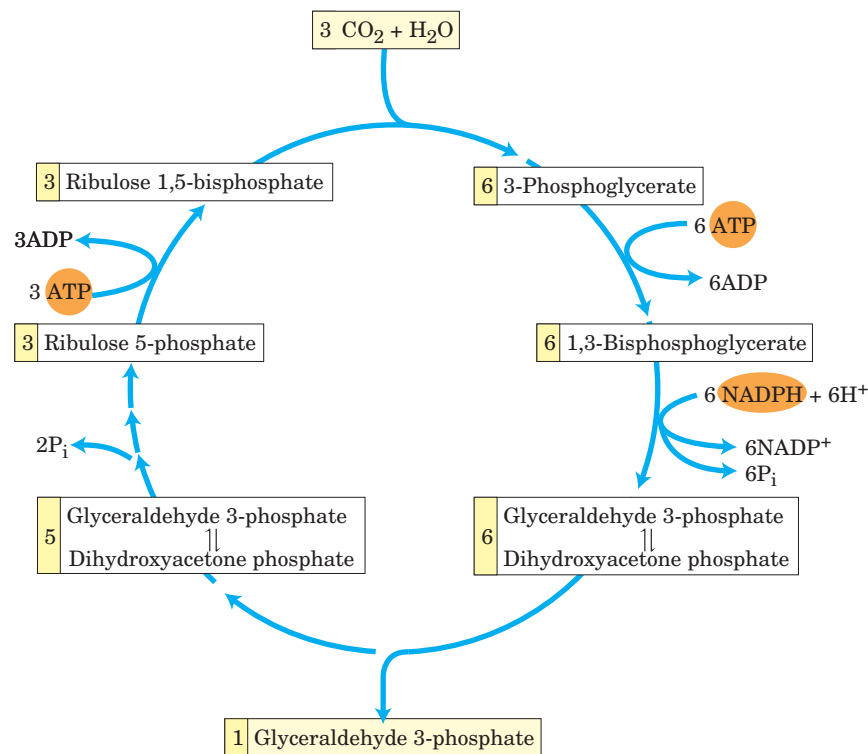 3 CO₂ + H₂O
3 Ribulose 1,5-bisphosphate
6 3-Phosphoglycerate
3ADP
6 ATP
3 ATP
6ADP
3 Ribulose 5-phosphate
6 1,3-Bisphosphoglycerate
6 NADPH + 6H⁺
2Pᵢ
6NADP⁺
6Pᵢ
5 Glyceraldehyde 3-phosphate
⥮
Dihydroxyacetone phosphate
6 Glyceraldehyde 3-phosphate
⥮
Dihydroxyacetone phosphate
1 Glyceraldehyde 3-phosphate